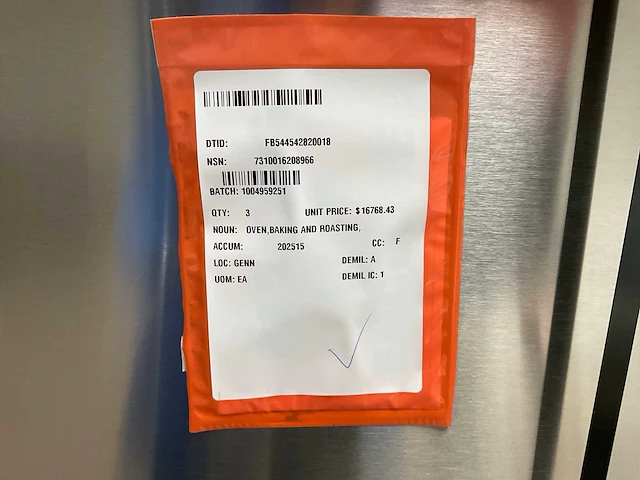 DTID: FB544542820018
NSN: 7310016208966
BATCH: 1004959251
QTY: 3 UNIT PRICE: $16768.43
NOUN: OVEN,BAKING AND ROASTING,
ACCUM: 202515 CC: F
LOC: GENN DEMIL: A
UOM: EA DEMIL IC: 1